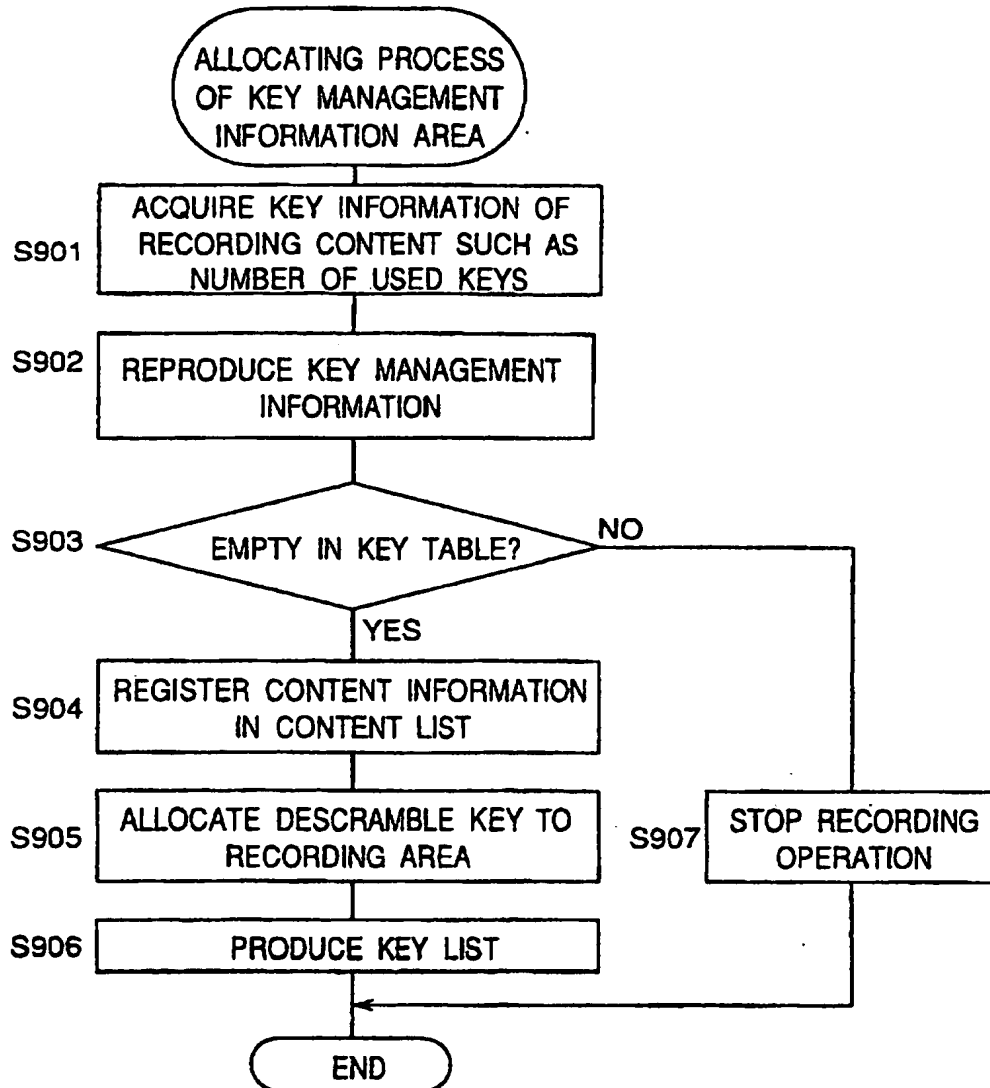 ALLOCATING PROCESS
OF KEY MANAGEMENT
INFORMATION AREA
S901
ACQUIRE KEY INFORMATION OF
RECORDING CONTENT SUCH AS
NUMBER OF USED KEYS
S902
REPRODUCE KEY MANAGEMENT
INFORMATION
S903
EMPTY IN KEY TABLE?
NO
YES
S904
REGISTER CONTENT INFORMATION
IN CONTENT LIST
S905
ALLOCATE DESCRAMBLE KEY TO
RECORDING AREA
S907
STOP RECORDING
OPERATION
S906
PRODUCE KEY LIST
END